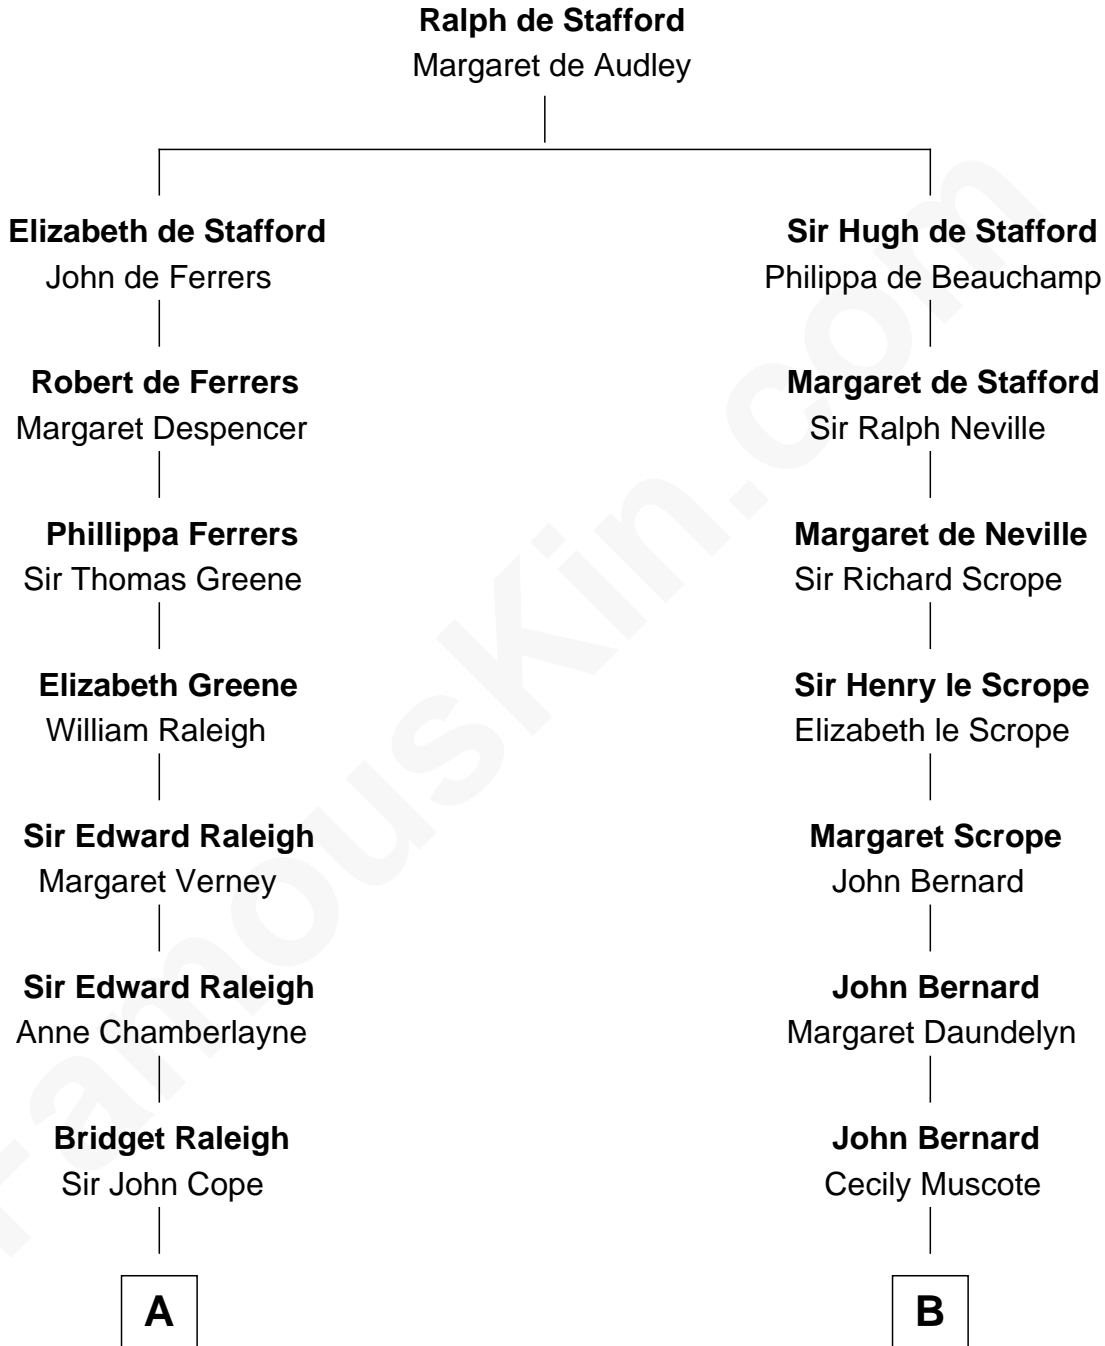 Ralph de Stafford
Margaret de Audley
Elizabeth de Stafford
John de Ferrers
Sir Hugh de Stafford
Philippa de Beauchamp
Robert de Ferrers
Margaret Despencer
Margaret de Stafford
Sir Ralph Neville
Phillippa Ferrers
Sir Thomas Greene
Margaret de Neville
Sir Richard Scrope
Elizabeth Greene
William Raleigh
Sir Henry le Scrope
Elizabeth le Scrope
Sir Edward Raleigh
Margaret Verney
Margaret Scrope
John Bernard
Sir Edward Raleigh
Anne Chamberlayne
John Bernard
Margaret Daundelyn
Bridget Raleigh
Sir John Cope
John Bernard
Cecily Muscote
A
B
FamousKin.com